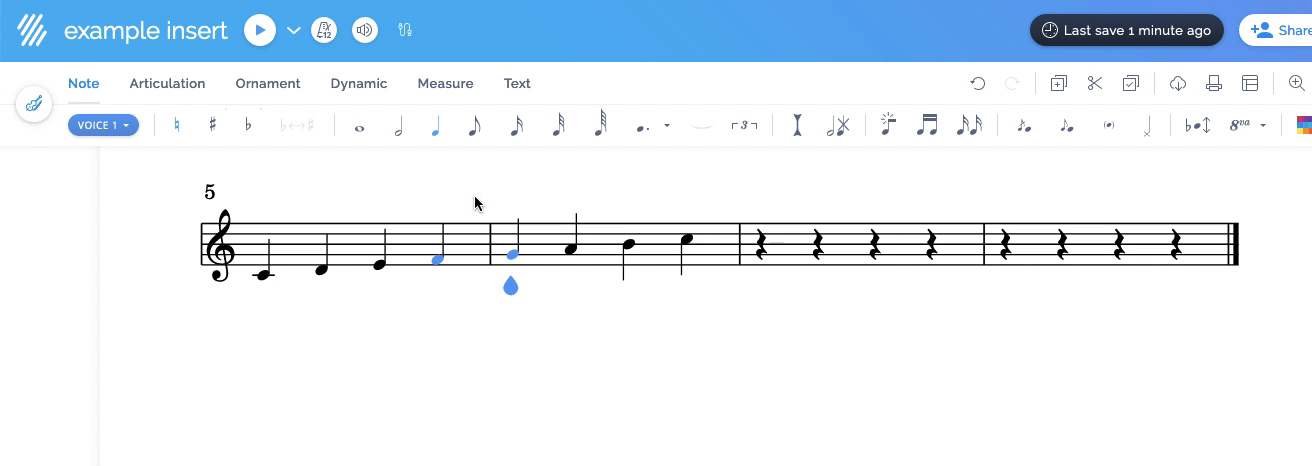 example insert
Last save 1 minute ago
Share
Note Articulation Ornament Dynamic Measure Text
VOICE 1 3 8va
5